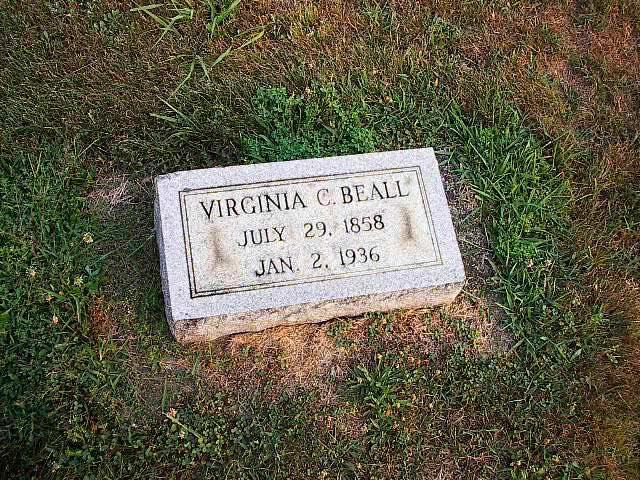 VIRGINIA C. BEALL
JULY 29, 1858
JAN. 2, 1936